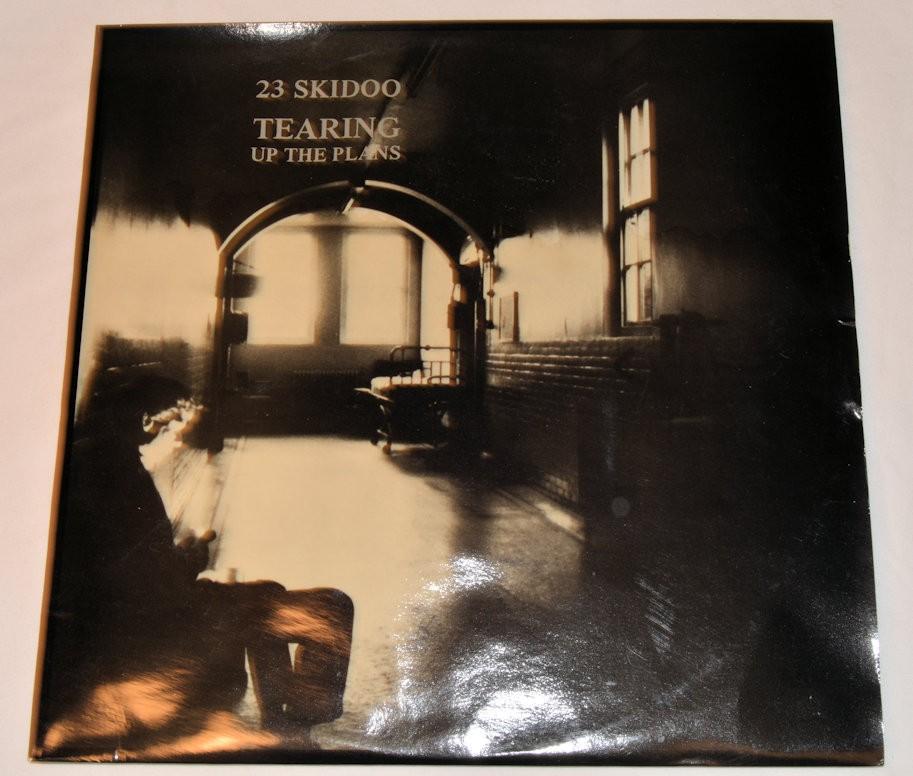 23 SKIDOO
TEARING
UP THE PLANS